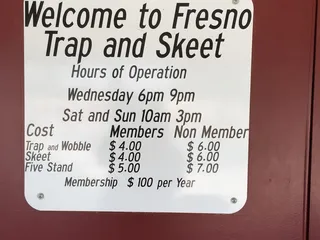 Welcome to Fresno
Trap and Skeet
Hours of Operation
Wednesday 6pm 9pm
Sat and Sun 10am 3pm
Cost Members Non Member
Trap and Wobble $4.00 $6.00
Skeet $4.00 $6.00
Five Stand $5.00 $7.00
Membership $100 per Year